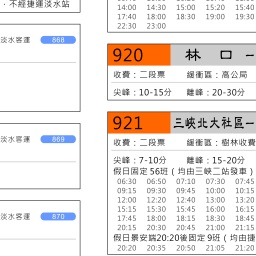 ．不經捷運淡水站
淡水客運 868
淡水客運 869
淡水客運 870
14:00 14:30 15:00 15:20 15:40
17:40 18:00 18:30 19:00 19:30
22:30 23:00
920 林 口 –
收費：二段票 緩衝區：高公局
尖峰：10-15分 離峰：20-30分
921 三峽北大社區–
收費：二段票 緩衝區：樹林收費
尖峰：7-10分 離峰：15-20分
假日固定 56班 ( 均由三峽二站發車 )
06:30 06:50 07:10 07:30 07:45
09:15 09:30 09:45 10:00 10:15
12:00 12:20 12:40 13:00 13:20
15:15 15:30 15:45 16:00 16:15
17:45 18:00 18:15 18:30 18:45
20:15 20:30 20:45 21:00 21:15
假日景安端20:20後固定 9班 ( 均由捷
20:20 20:35 20:50 21:05 21:20